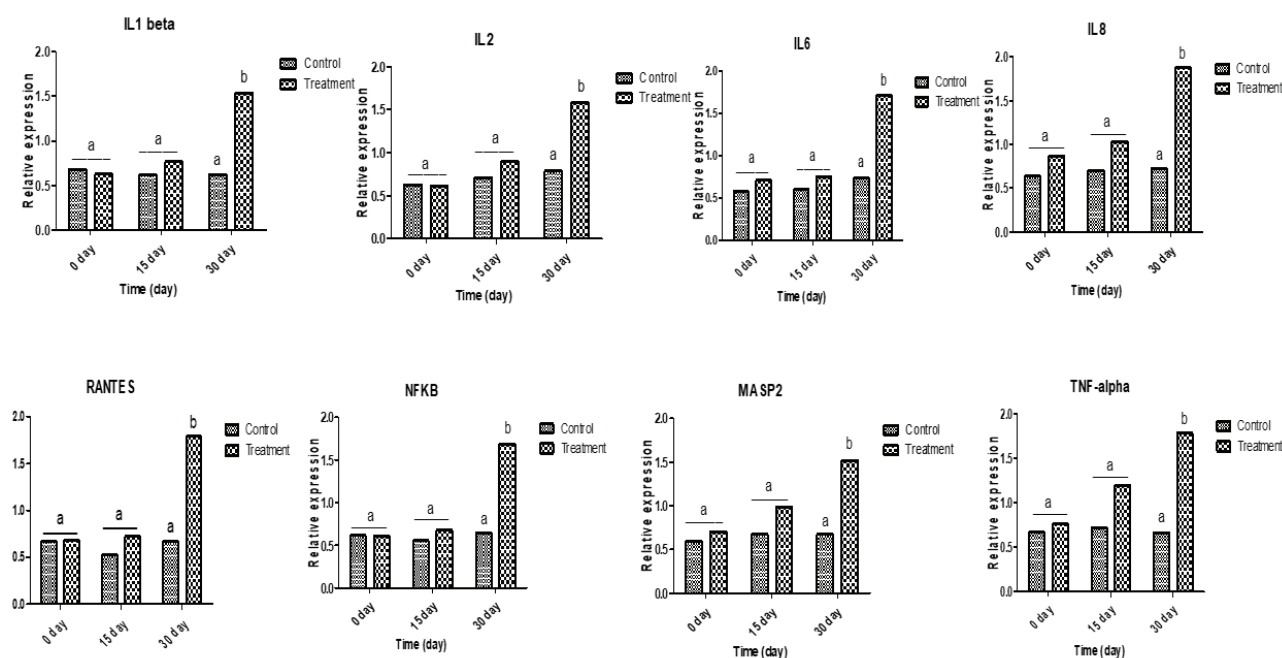 IL1 beta
Relative expression
2.0
1.5
1.0
0.5
0.0
a
a
a
b
Control
Treatment
0 day
15 day
30 day
Time (day)
IL2
Relative expression
2.0
1.5
1.0
0.5
0.0
a
a
a
b
Control
Treatment
0 day
15 day
30 day
Time (day)
IL6
Relative expression
2.0
1.5
1.0
0.5
0.0
a
a
a
b
Control
Treatment
0 day
15 day
30 day
Time (day)
IL8
Relative expression
2.0
1.5
1.0
0.5
0.0
a
a
a
b
Control
Treatment
0 day
15 day
30 day
Time (day)
RANTES
2.0
1.5
1.0
0.5
0.0
a
a
a
b
Control
Treatment
0 day
15 day
30 day
NFKB
Relative expression
2.0
1.5
1.0
0.5
0.0
a
a
a
b
Control
Treatment
0 day
15 day
30 day
Time (day)
MASP2
Relative expression
2.0
1.5
1.0
0.5
0.0
a
a
a
b
Control
Treatment
0 day
15 day
30 day
Time (day)
TNF-alpha
Relative expression
2.0
1.5
1.0
0.5
0.0
a
a
a
b
Control
Treatment
0 day
15 day
30 day
Time (day)